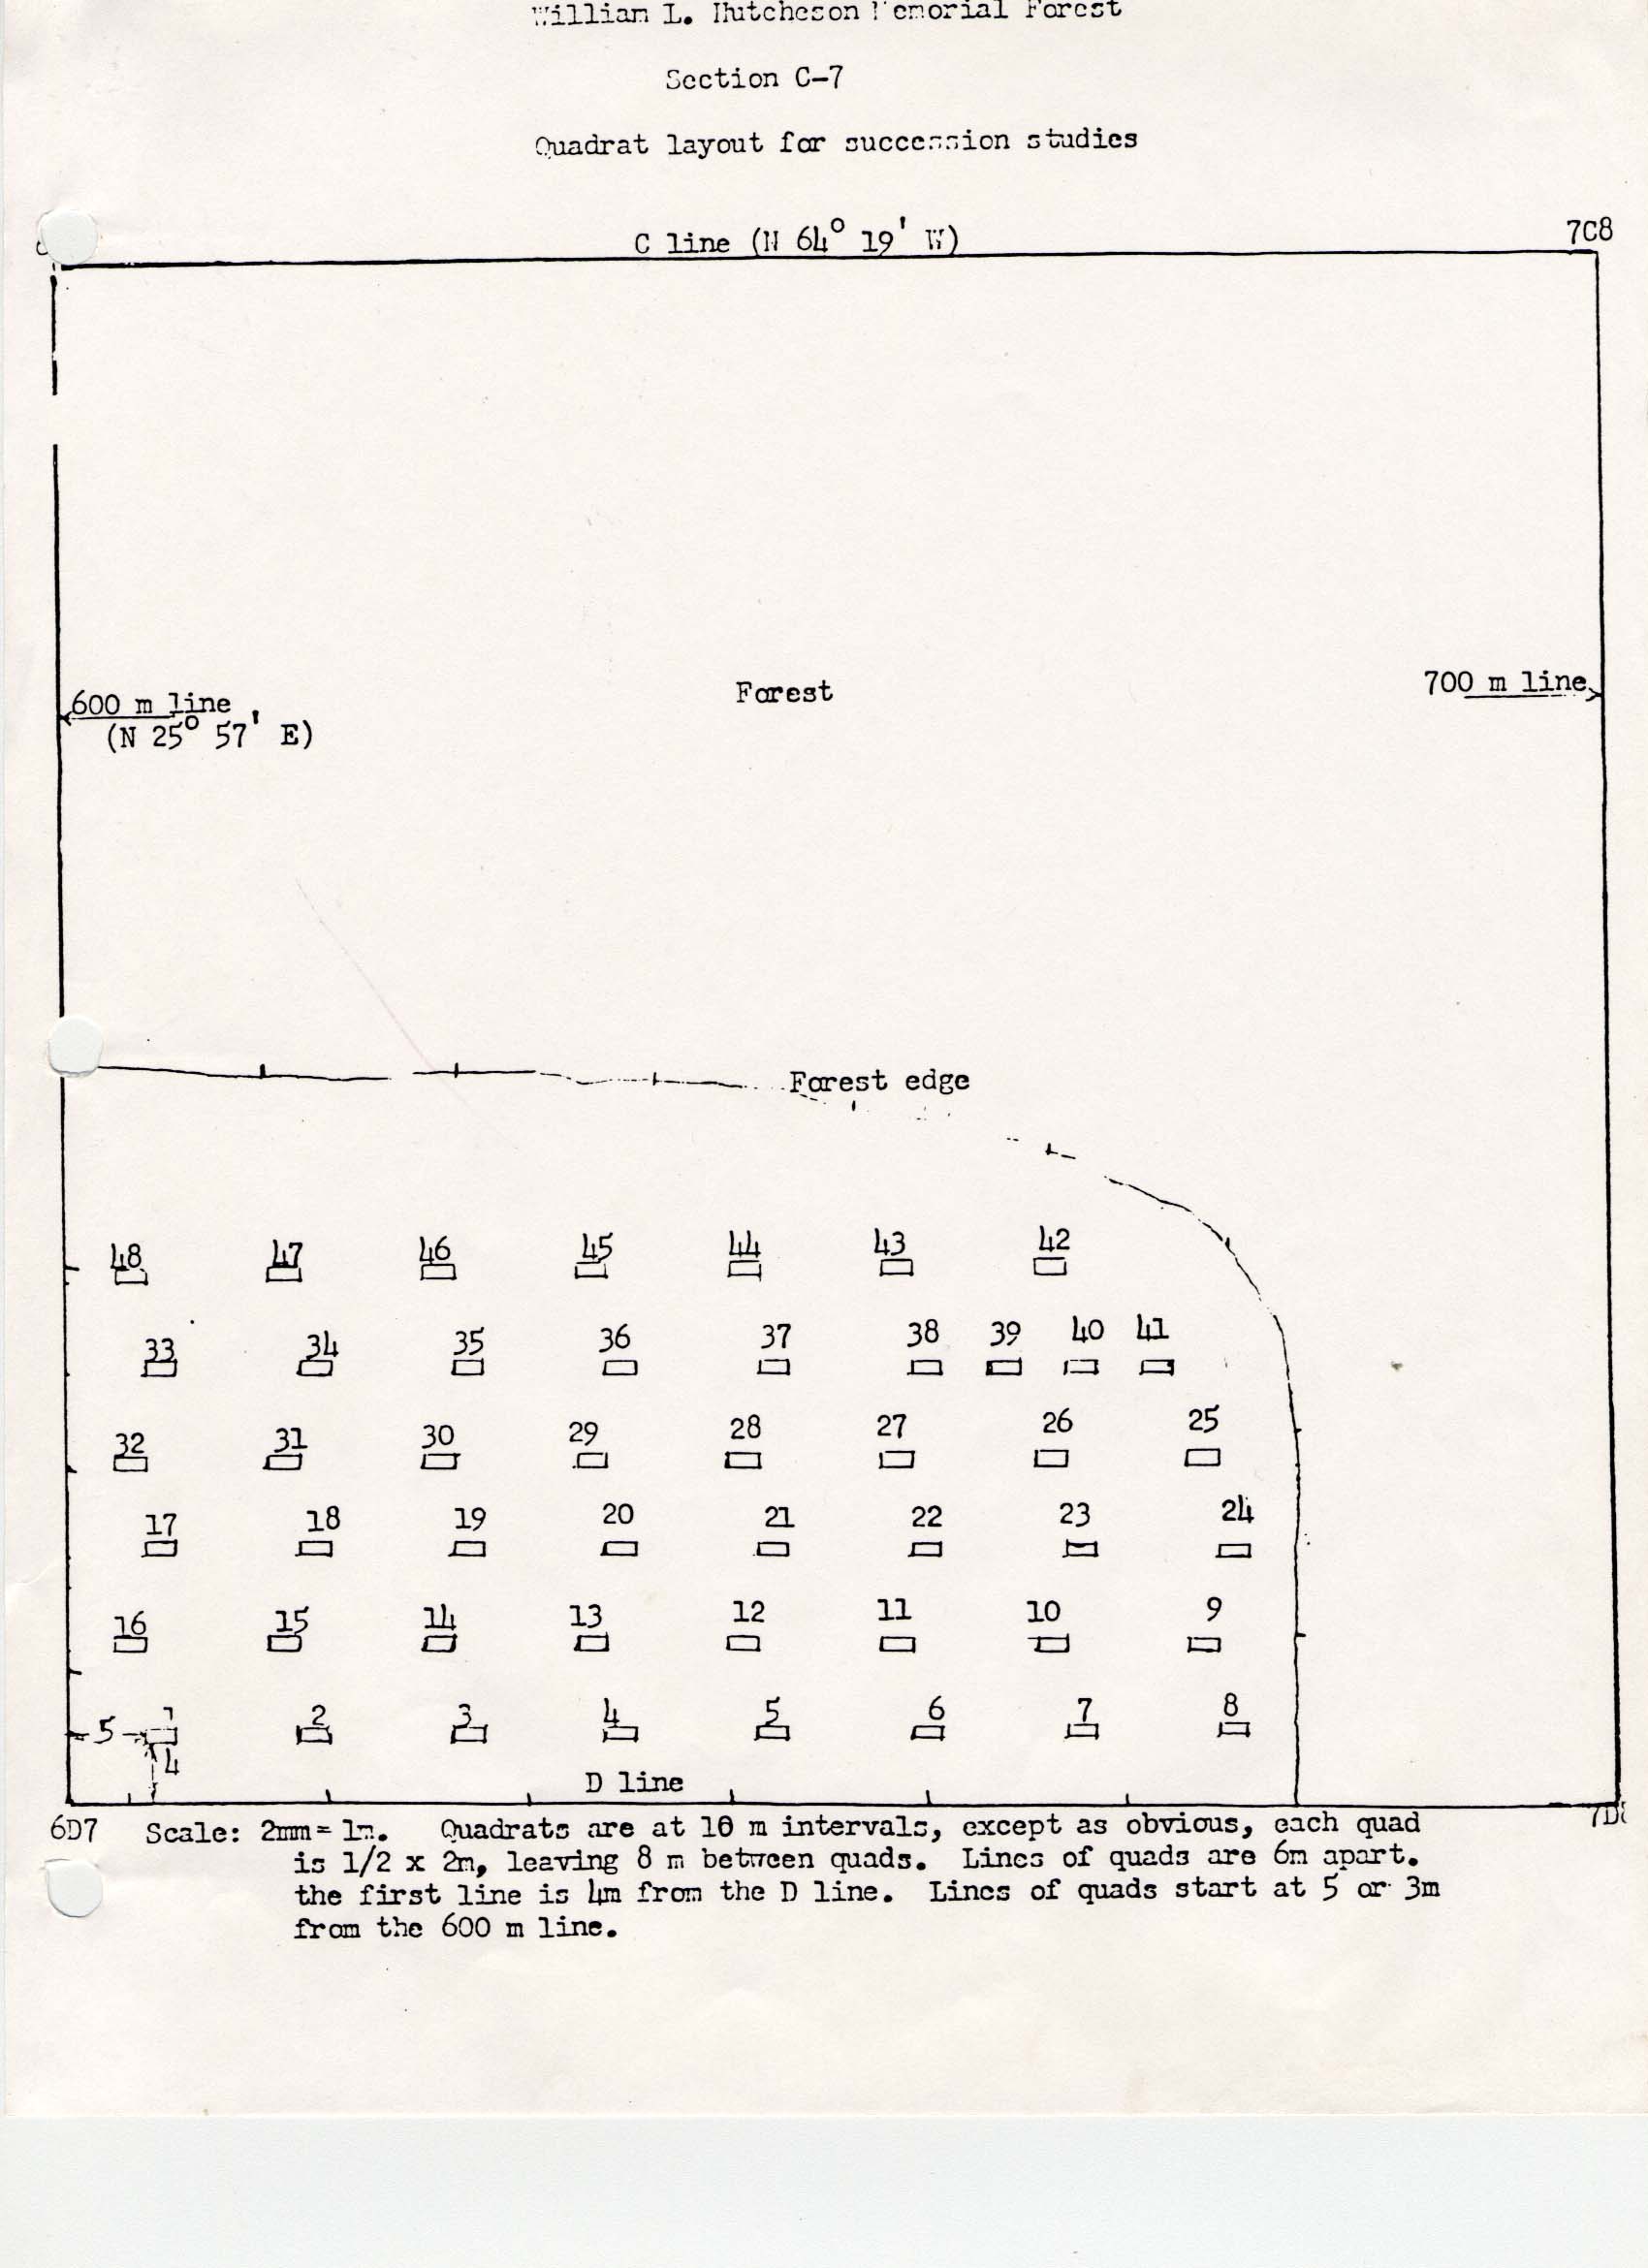 William L. Hutcheson Memorial Forest
Section C-7
Quadrat layout for succession studies
C line (N 64° 19' W)
7C8
600 m line
(N 25° 57' E)
Forest
700 m line
Forest edge
48 47 46 45 44 43 42
33 34 35 36 37 38 39 40 41
32 31 30 29 28 27 26 25
17 18 19 20 21 22 23 24
16 15 14 13 12 11 10 9
5 1 2 3 4 5 6 7 8
4
D line
6D7
Scale: 2mm = 1m. Quadrats are at 10 m intervals, except as obvious, each quad
is 1/2 x 2m, leaving 8 m between quads. Lines of quads are 6m apart.
the first line is 4m from the D line. Lines of quads start at 5 or 3m
from the 600 m line.